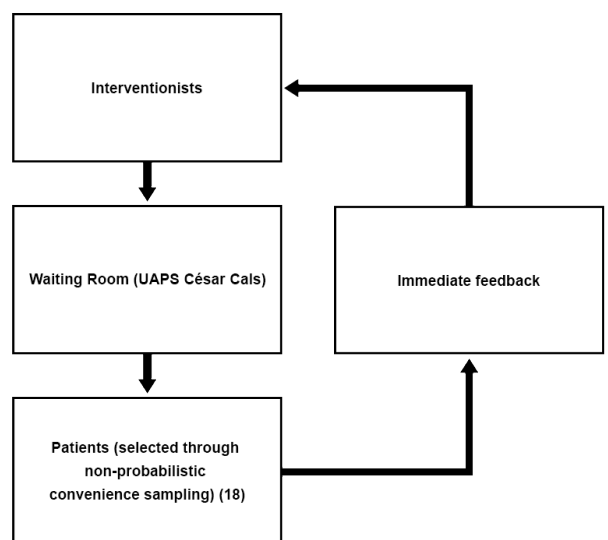 Interventionists
Waiting Room (UAPS César Cals)
Immediate feedback
Patients (selected through
non-probabilistic
convenience sampling) (18)